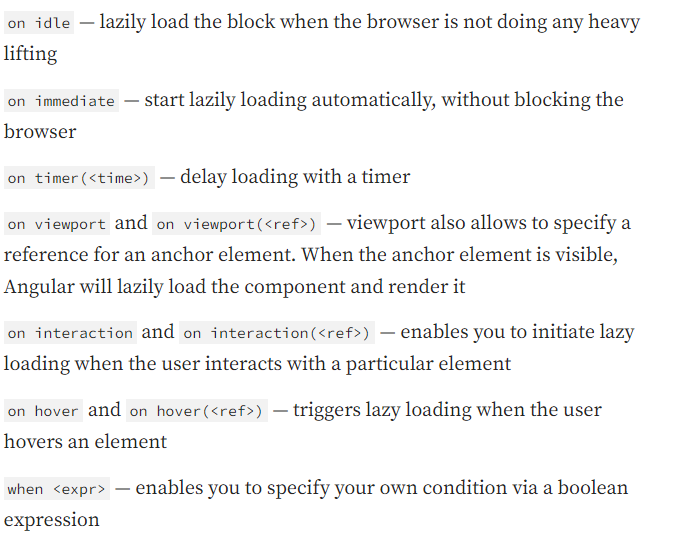 on idle — lazily load the block when the browser is not doing any heavy
lifting
on immediate — start lazily loading automatically, without blocking the
browser
on timer(<time>) — delay loading with a timer
on viewport and on viewport(<ref>) — viewport also allows to specify a
reference for an anchor element. When the anchor element is visible,
Angular will lazily load the component and render it
on interaction and on interaction(<ref>) — enables you to initiate lazy
loading when the user interacts with a particular element
on hover and on hover(<ref>) — triggers lazy loading when the user
hovers an element
when <expr> — enables you to specify your own condition via a boolean
expression